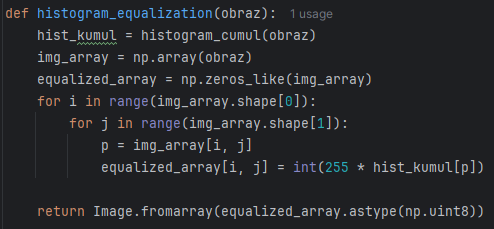 def histogram_equalization(obraz): 1 usage
    hist_kumul = histogram_cumul(obraz)
    img_array = np.array(obraz)
    equalized_array = np.zeros_like(img_array)
    for i in range(img_array.shape[0]):
        for j in range(img_array.shape[1]):
            p = img_array[i, j]
            equalized_array[i, j] = int(255 * hist_kumul[p])
    return Image.fromarray(equalized_array.astype(np.uint8))